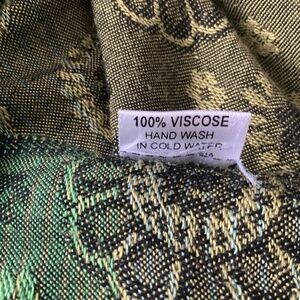 100% VISCOSE
HAND WASH
IN COLD WATER